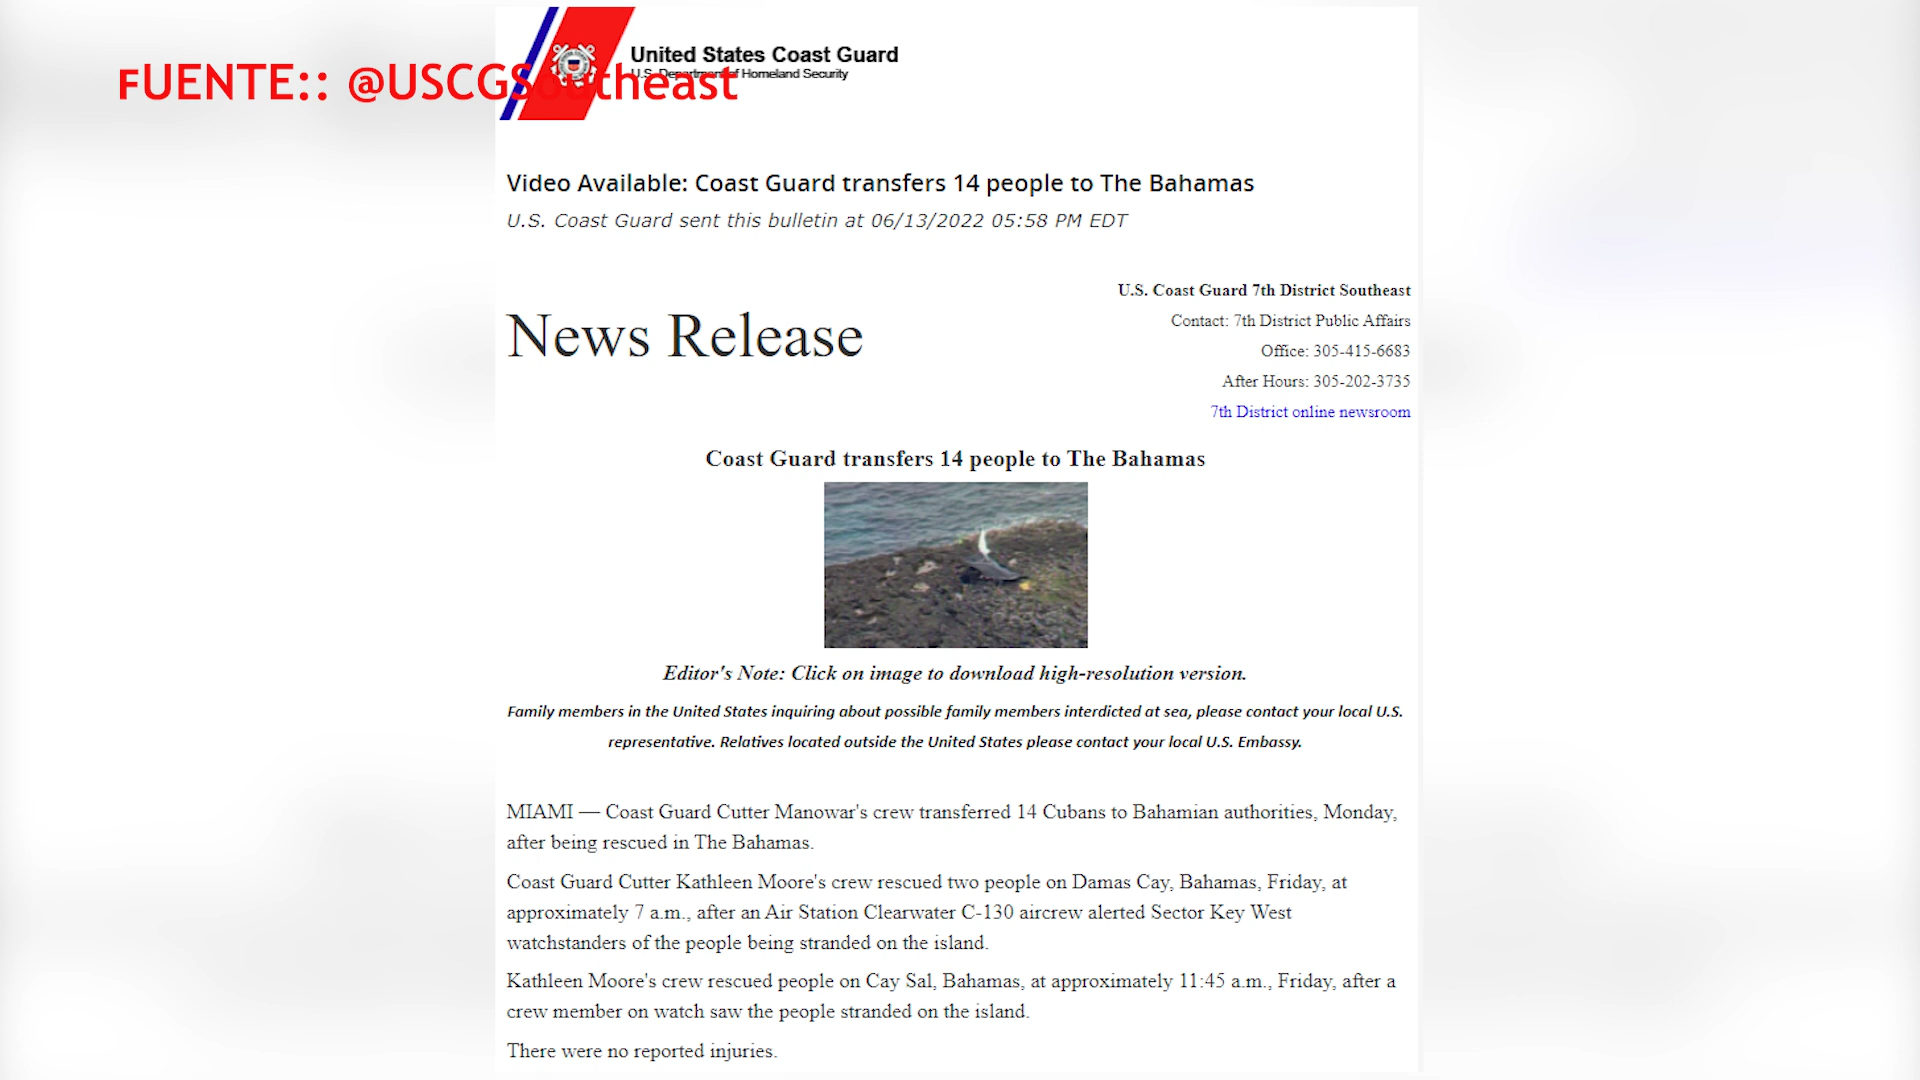 United States Coast Guard
U.S. Department of Homeland Security
FUENTE:: @USCGSoutheast
Video Available: Coast Guard transfers 14 people to The Bahamas
U.S. Coast Guard sent this bulletin at 06/13/2022 05:58 PM EDT
U.S. Coast Guard 7th District Southeast
News Release
Contact: 7th District Public Affairs
Office: 305-415-6683
After Hours: 305-202-3735
7th District online newsroom
Coast Guard transfers 14 people to The Bahamas
Editor's Note: Click on image to download high-resolution version.
Family members in the United States inquiring about possible family members interdicted at sea, please contact your local U.S.
representative. Relatives located outside the United States please contact your local U.S. Embassy.
MIAMI — Coast Guard Cutter Manowar's crew transferred 14 Cubans to Bahamian authorities, Monday,
after being rescued in The Bahamas.
Coast Guard Cutter Kathleen Moore's crew rescued two people on Damas Cay, Bahamas, Friday, at
approximately 7 a.m., after an Air Station Clearwater C-130 aircrew alerted Sector Key West
watchstanders of the people being stranded on the island.
Kathleen Moore's crew rescued people on Cay Sal, Bahamas, at approximately 11:45 a.m., Friday, after a
crew member on watch saw the people stranded on the island.
There were no reported injuries.